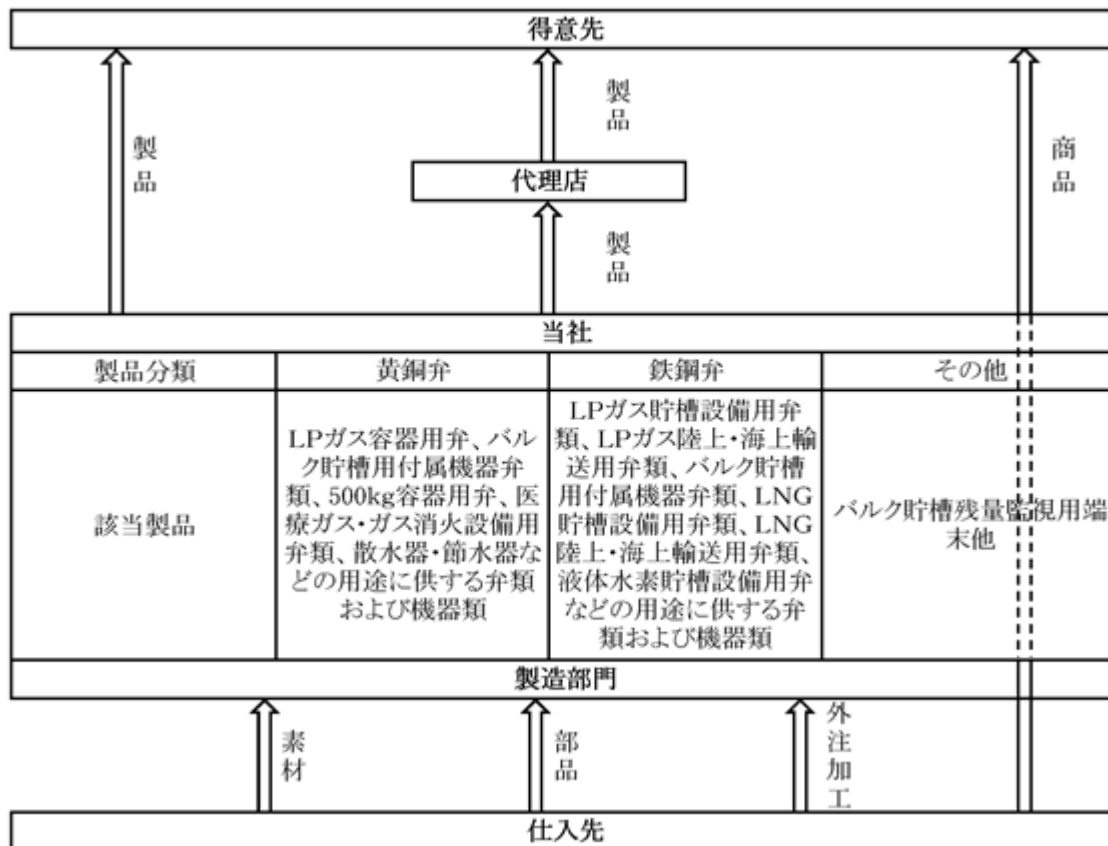 得意先
製品
製品
商品
代理店
製品
当社
製品分類
黄銅弁
鉄鋼弁
その他
該当製品
LPガス容器用弁、バル
ク貯槽用付属機器弁
類、500kg容器用弁、医
療ガス・ガス消火設備用
弁類、散水器・節水器な
どの用途に供する弁類
および機器類
LPガス貯槽設備用弁
類、LPガス陸上・海上輸
送用弁類、バルク貯槽
用付属機器弁類、LNG
貯槽設備用弁類、LNG
陸上・海上輸送用弁類、
液体水素貯槽設備用弁
などの用途に供する弁
類および機器類
バルク貯槽残量監視用端
末他
製造部門
素材
部品
外注加工
仕入先